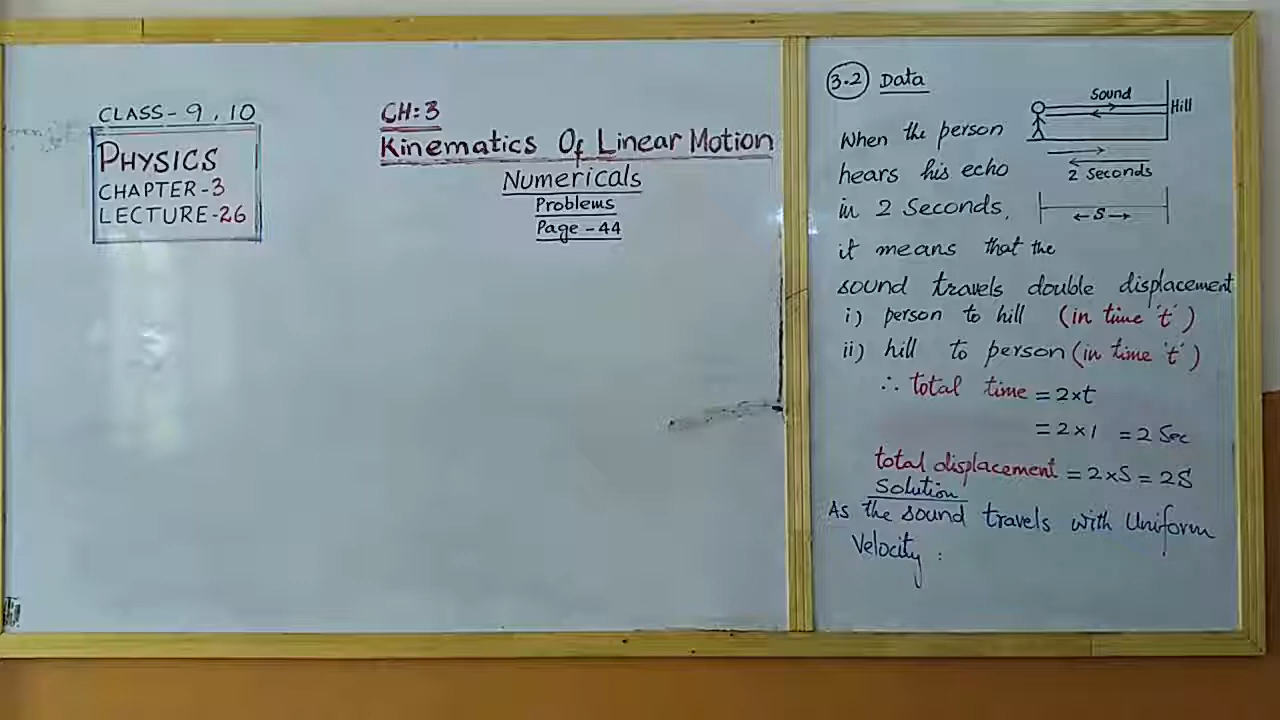 CLASS-9,10
PHYSICS
CHAPTER-3
LECTURE-26
CH:3
Kinematics Of Linear Motion
Numericals
Problems
Page-44
3.2 Data
Sound
Hill
2 Seconds
←S→
When the person
hears his echo
in 2 Seconds,
it means that the
sound travels double displacement
i) person to hill (in time 't')
ii) hill to person (in time 't')
∴ total time = 2×t
= 2×1 = 2 Sec
total displacement = 2×S = 2S
Solution
As the sound travels with Uniform
Velocity: